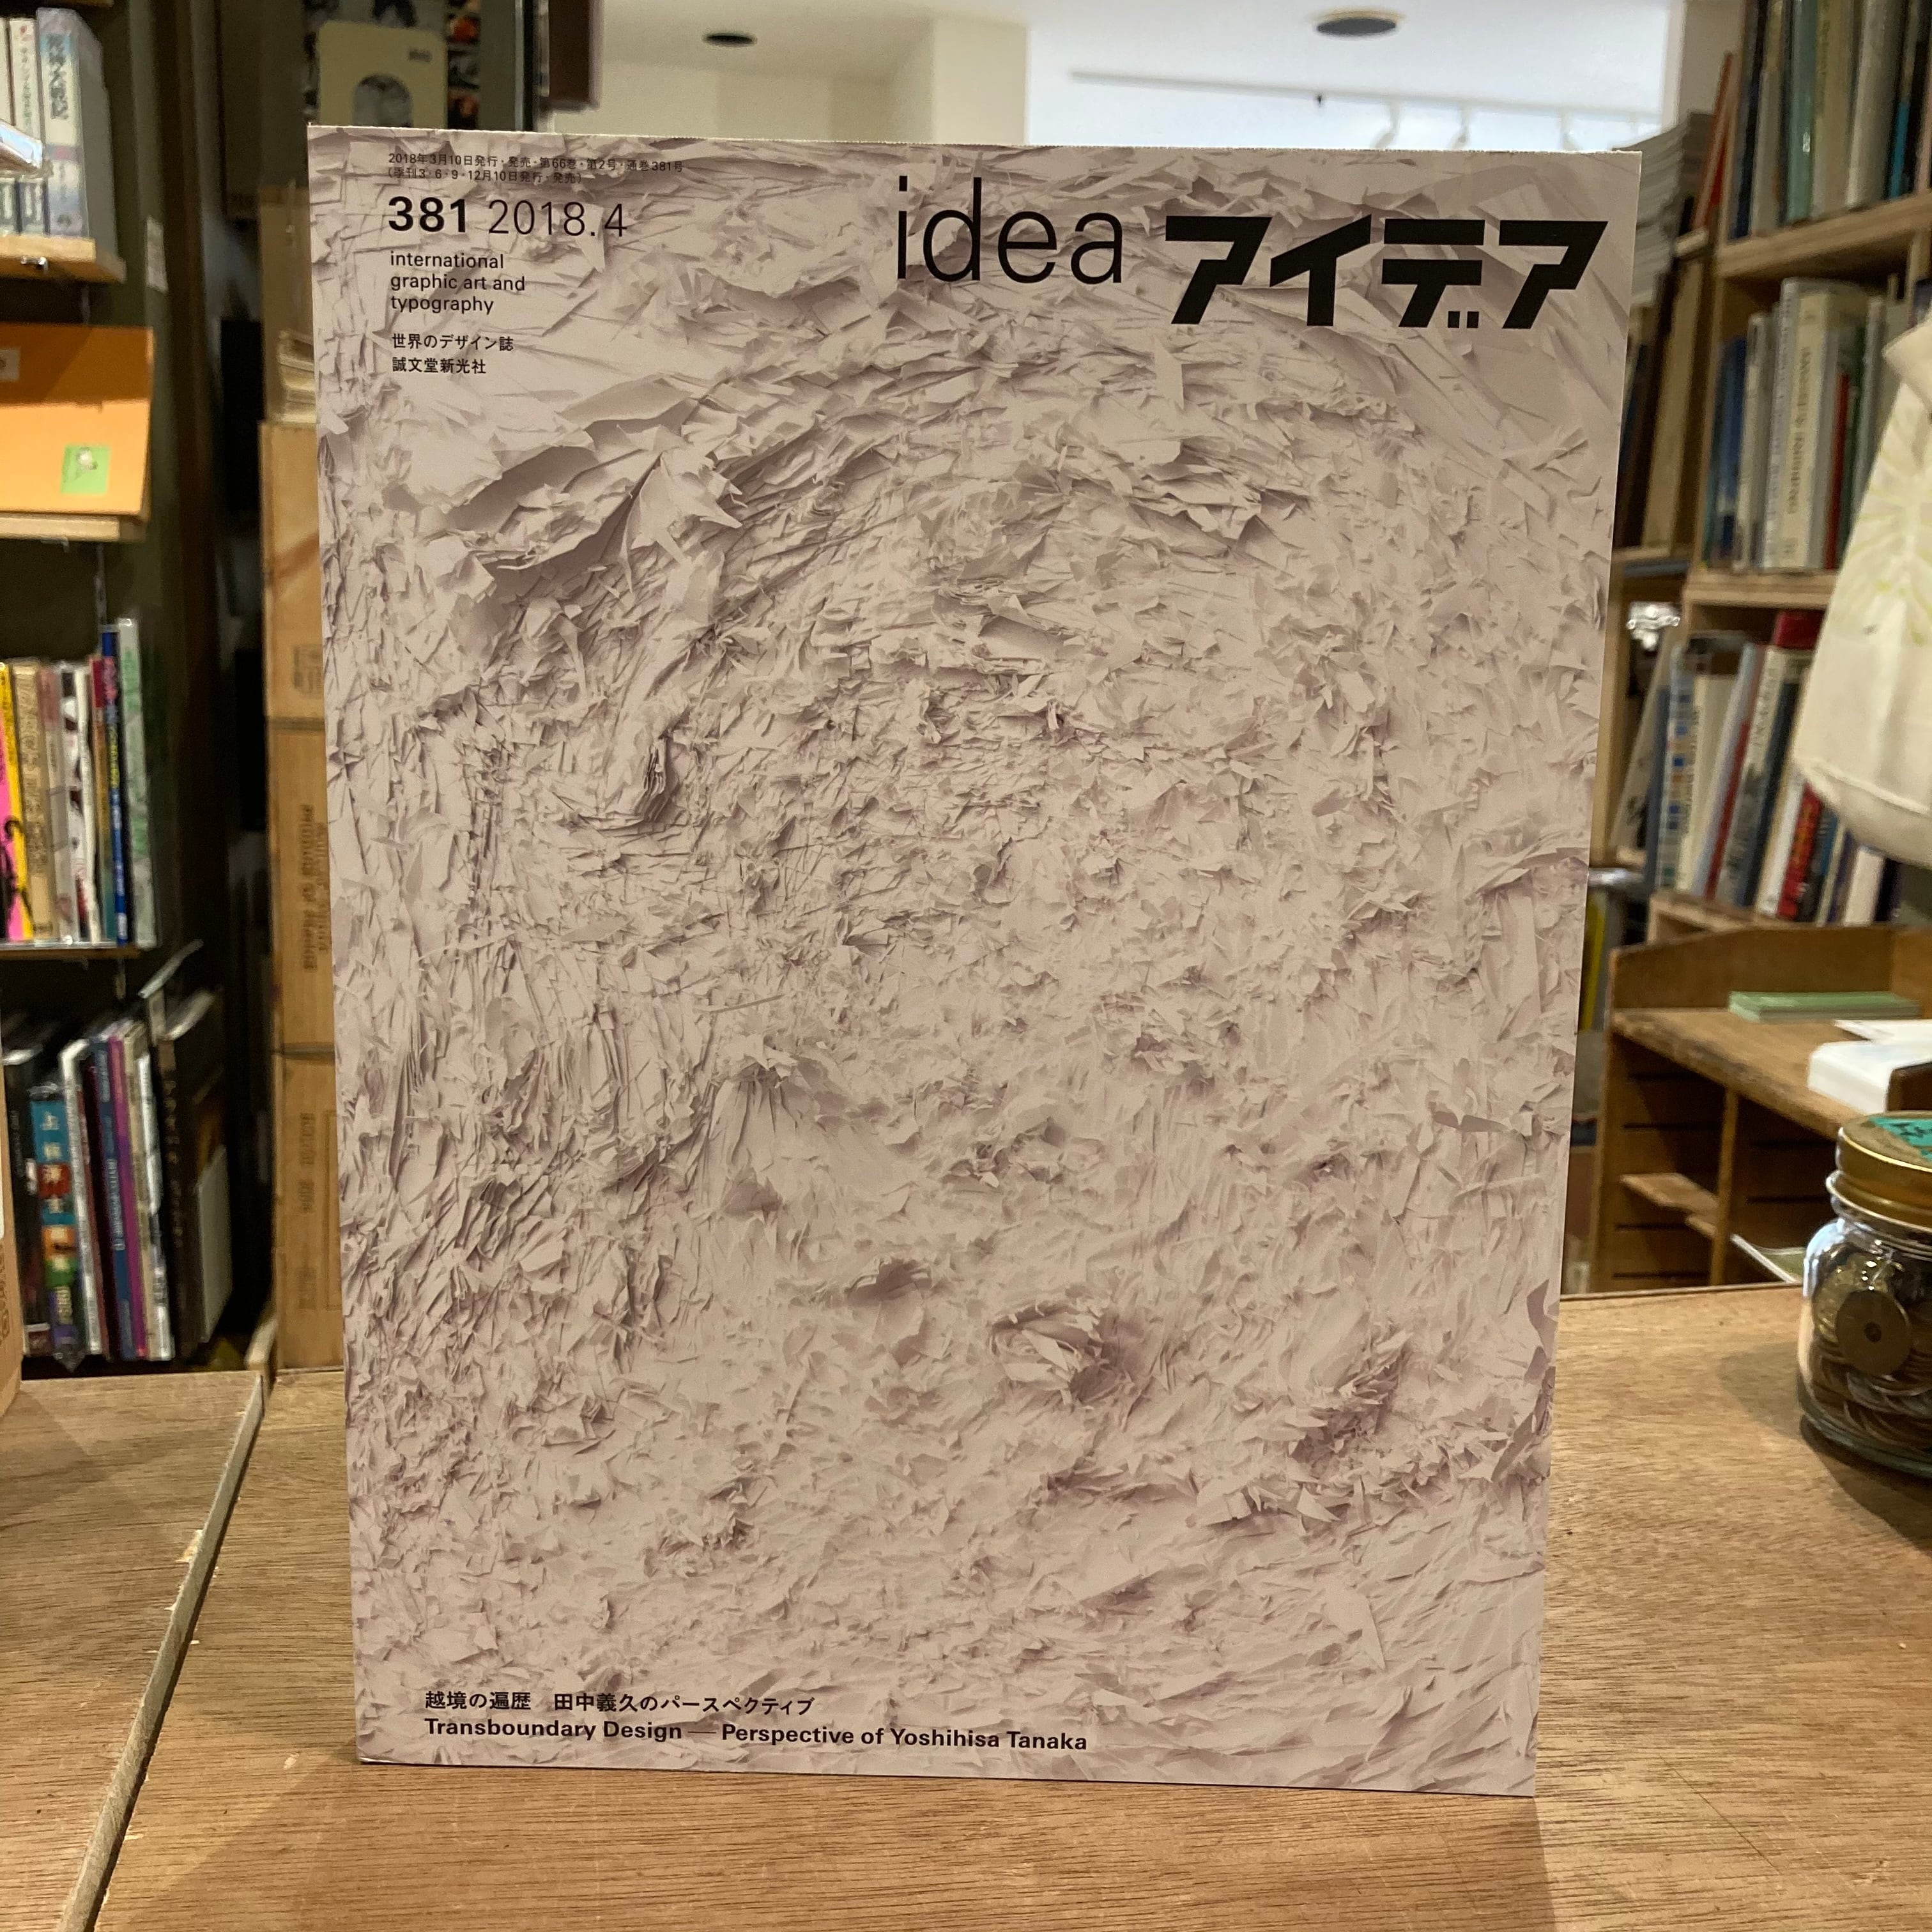 2018年3月10日発行・発売・第66巻・第2号・通巻381号
(季刊3・6・9・12月10日発行・発売)
381 2018.4
international
graphic art and
typography
世界のデザイン誌
誠文堂新光社
idea アイデア
越境の遍歴　田中義久のパースペクティブ
Transboundary Design — Perspective of Yoshihisa Tanaka